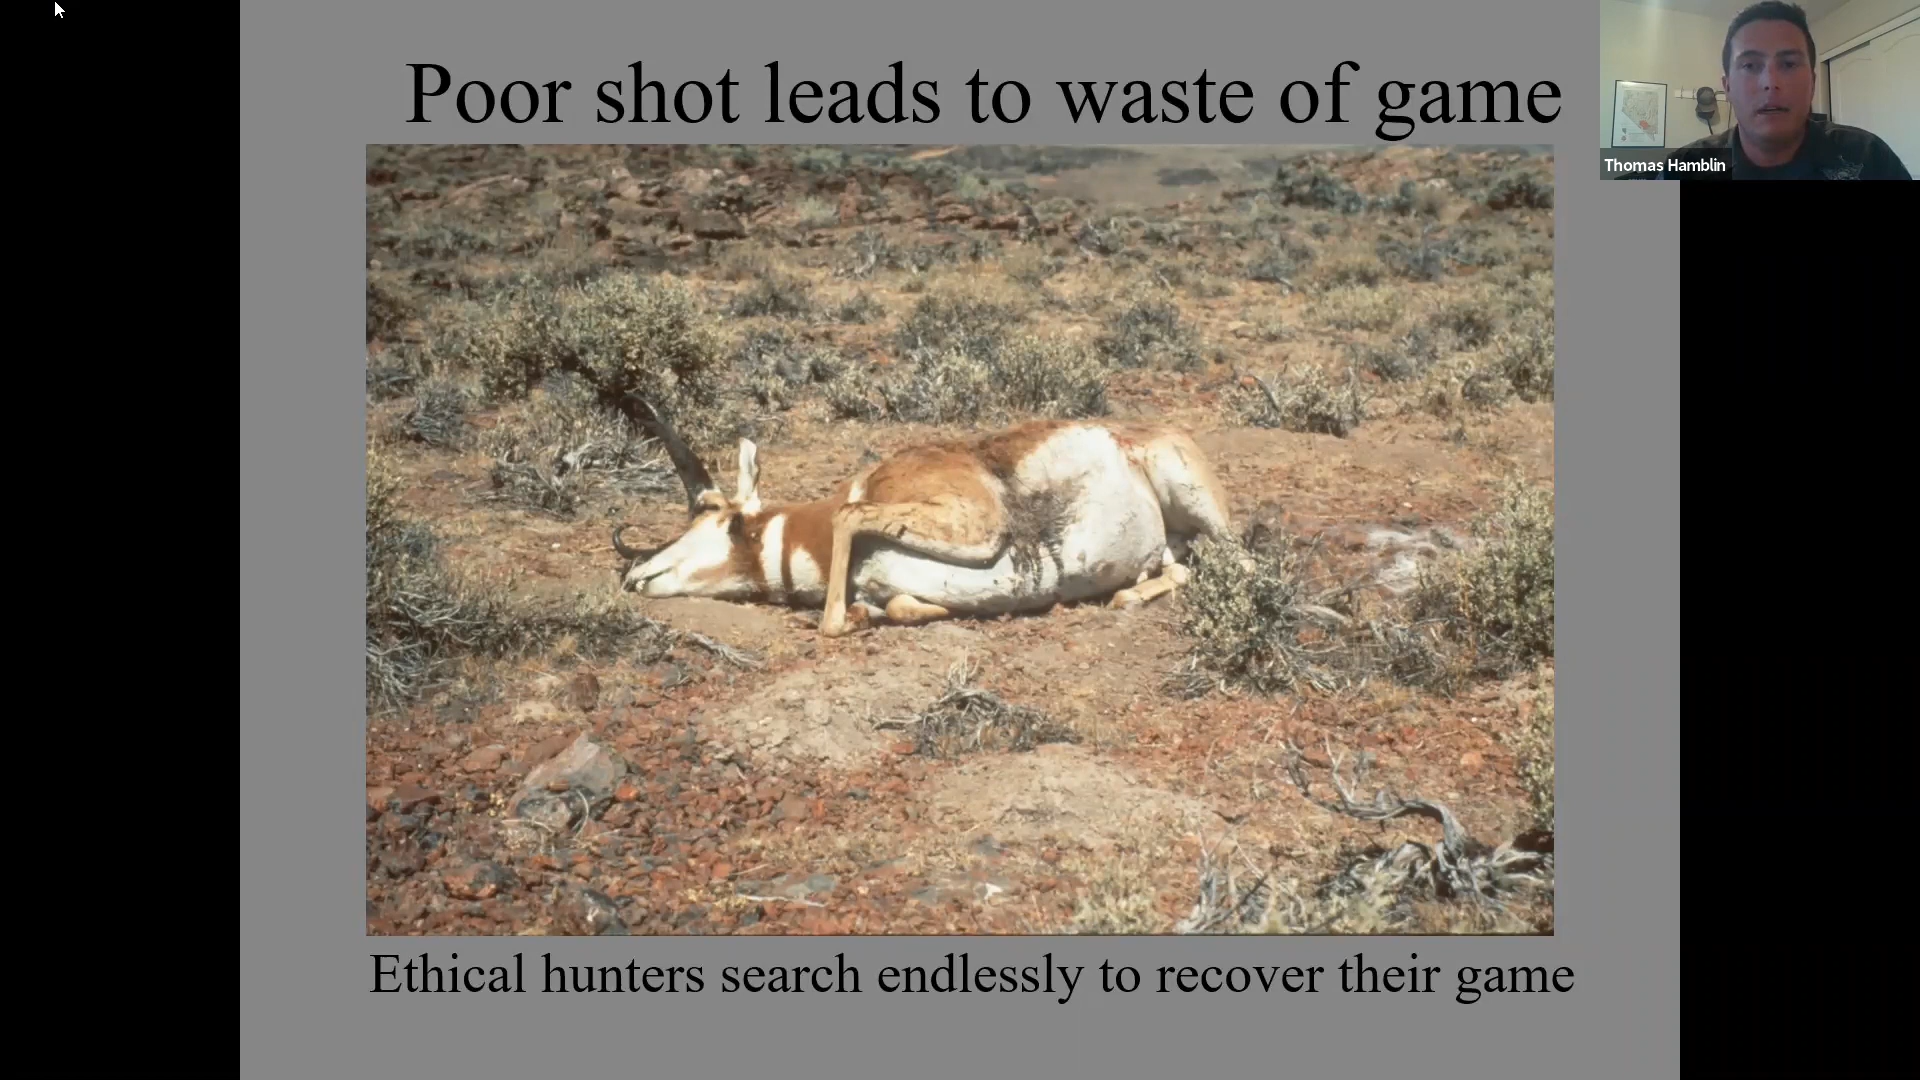 Poor shot leads to waste of game
Thomas Hamblin
Ethical hunters search endlessly to recover their game